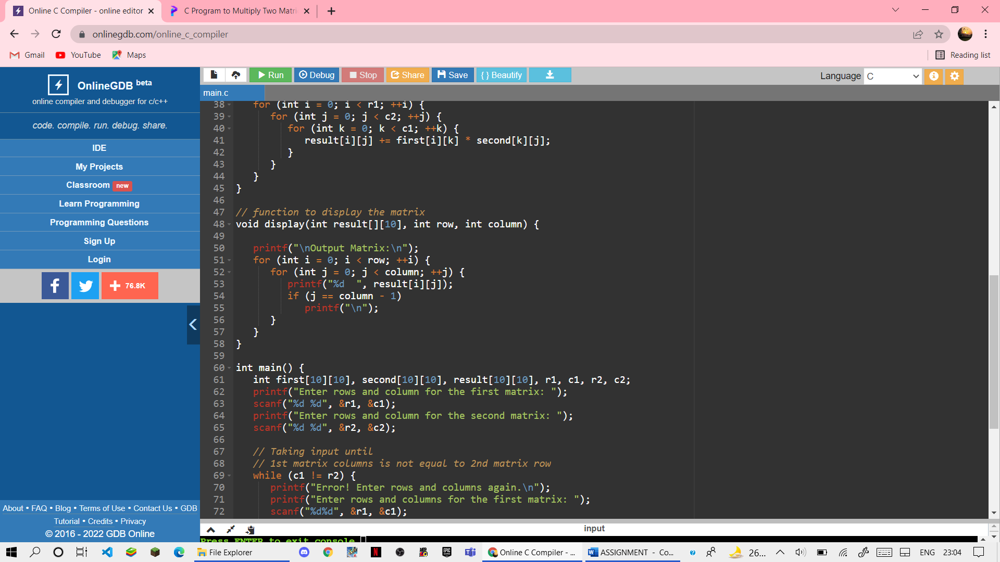 Online C Compiler - online editor
C Program to Multiply Two Matri
onlinegdb.com/online_c_compiler
Gmail YouTube Maps Reading list
OnlineGDB beta
online compiler and debugger for c/c++
code. compile. run. debug. share.
IDE
My Projects
Classroom new
Learn Programming
Programming Questions
Sign Up
Login
f + 76.8K
About • FAQ • Blog • Terms of Use • Contact Us • GDB
Tutorial • Credits • Privacy
© 2016 - 2022 GDB Online
Run Debug Stop Share Save { } Beautify Language C
main.c
38 for (int i = 0; i < r1; ++i) {
39 for (int j = 0; j < c2; ++j) {
40 for (int k = 0; k < c1; ++k) {
41 result[i][j] += first[i][k] * second[k][j];
42 }
43 }
44 }
45 }
46
47 // function to display the matrix
48 void display(int result[][10], int row, int column) {
49
50 printf("\nOutput Matrix:\n");
51 for (int i = 0; i < row; ++i) {
52 for (int j = 0; j < column; ++j) {
53 printf("%d  ", result[i][j]);
54 if (j == column - 1)
55 printf("\n");
56 }
57 }
58 }
59
60 int main() {
61 int first[10][10], second[10][10], result[10][10], r1, c1, r2, c2;
62 printf("Enter rows and column for the first matrix: ");
63 scanf("%d %d", &r1, &c1);
64 printf("Enter rows and column for the second matrix: ");
65 scanf("%d %d", &r2, &c2);
66
67 // Taking input until
68 // 1st matrix columns is not equal to 2nd matrix row
69 while (c1 != r2) {
70 printf("Error! Enter rows and columns again.\n");
71 printf("Enter rows and columns for the first matrix: ");
72 scanf("%d%d", &r1, &c1);
input
Press ENTER to exit console.
File Explorer Online C Compiler - ... ASSIGNMENT - Co... 26... ENG 23:04